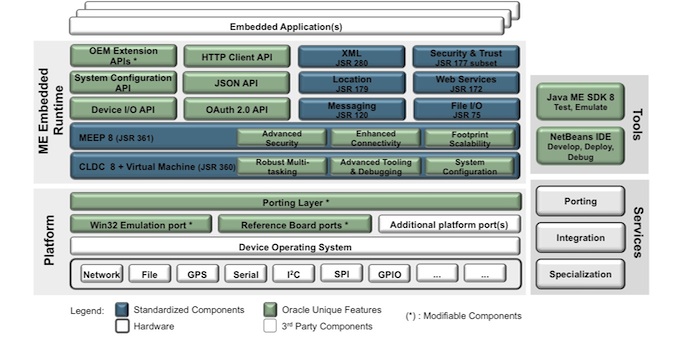 Embedded Application(s)
ME Embedded
Runtime
OEM Extension
APIs *
HTTP Client API
XML
JSR 280
Security & Trust
JSR 177 subset
System Configuration
API
JSON API
Location
JSR 179
Web Services
JSR 172
Device I/O API
OAuth 2.0 API
Messaging
JSR 120
File I/O
JSR 75
MEEP 8 (JSR 361)
Advanced
Security
Enhanced
Connectivity
Footprint
Scalability
CLDC 8 + Virtual Machine (JSR 360)
Robust Multi-
tasking
Advanced Tooling
& Debugging
System
Configuration
Tools
Java ME SDK 8
Test, Emulate
NetBeans IDE
Develop, Deploy,
Debug
Platform
Porting Layer *
Win32 Emulation port *
Reference Board ports *
Additional platform port(s)
Device Operating System
Network
File
GPS
Serial
I²C
SPI
GPIO
...
...
Services
Porting
Integration
Specialization
Legend:
Standardized Components
Oracle Unique Features
(*) : Modifiable Components
Hardware
3rd Party Components